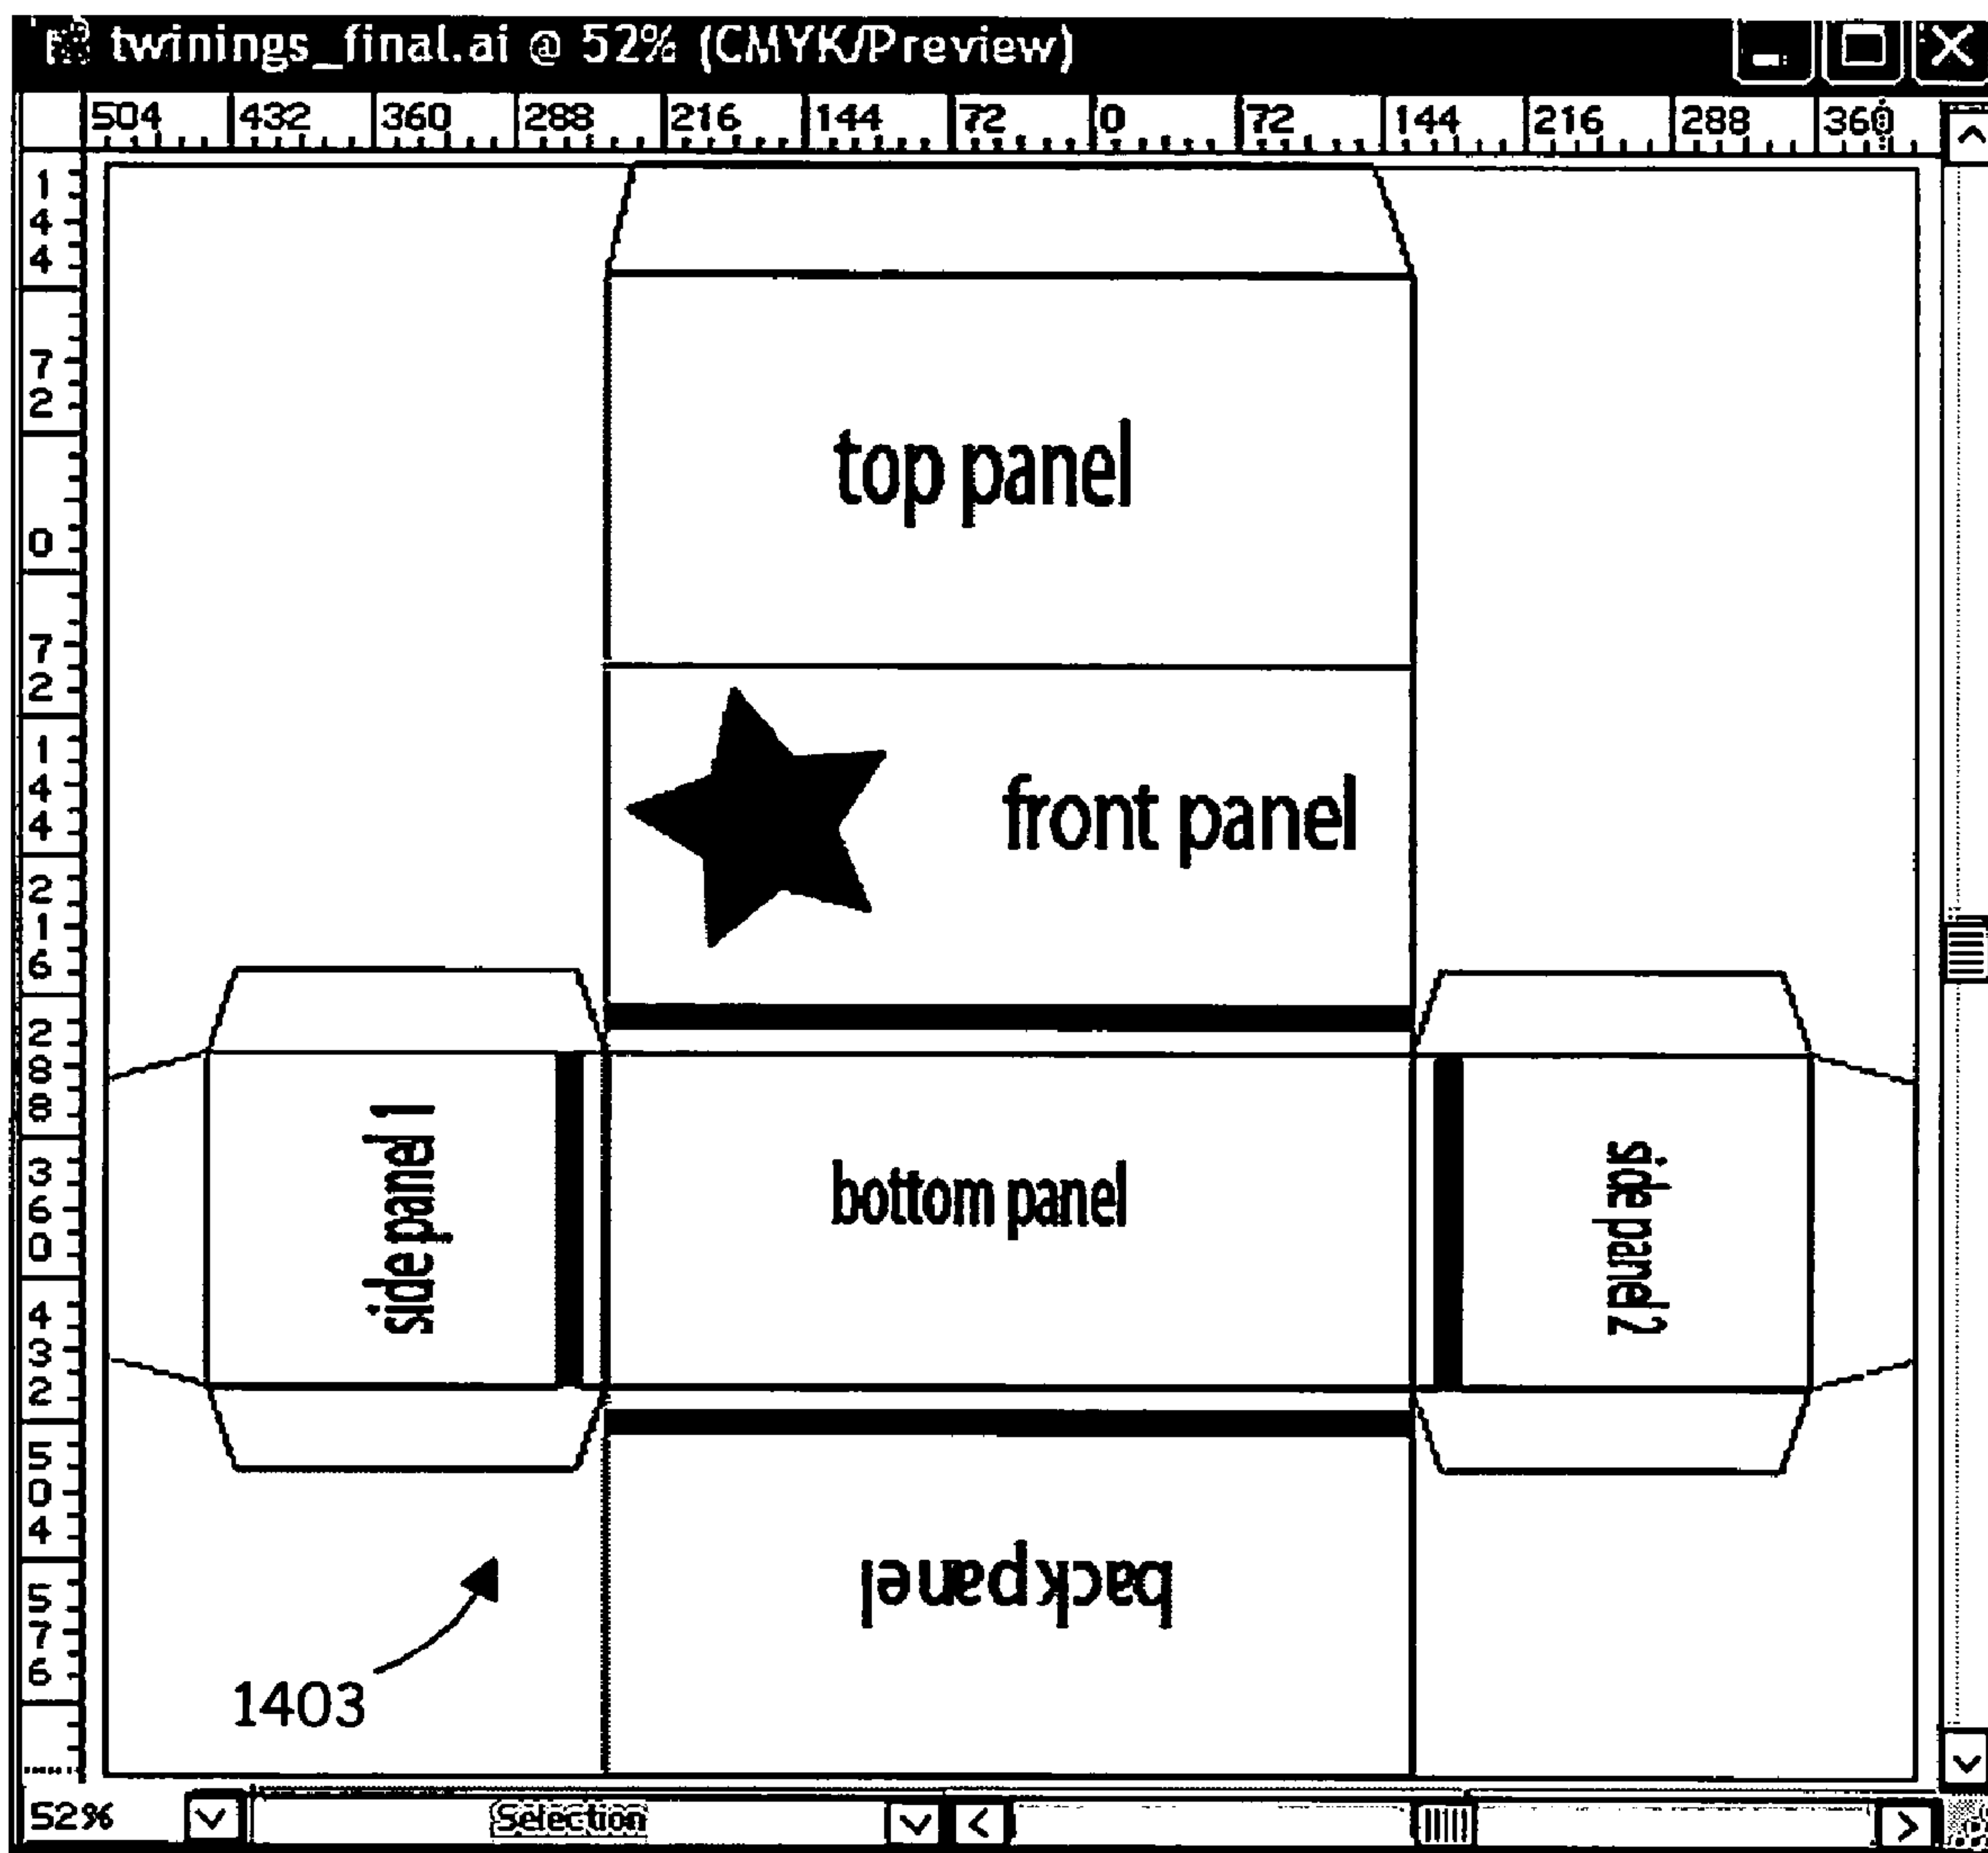 twinings_final.ai @ 52% (CMYK/Preview)
504 432 360 288 216 144 72 0 72 144 216 288 360
144
72
0
72
144
216
288
360
432
504
576
top panel
front panel
side panel 1
bottom panel
side panel 2
back panel
1403
52%
Selection